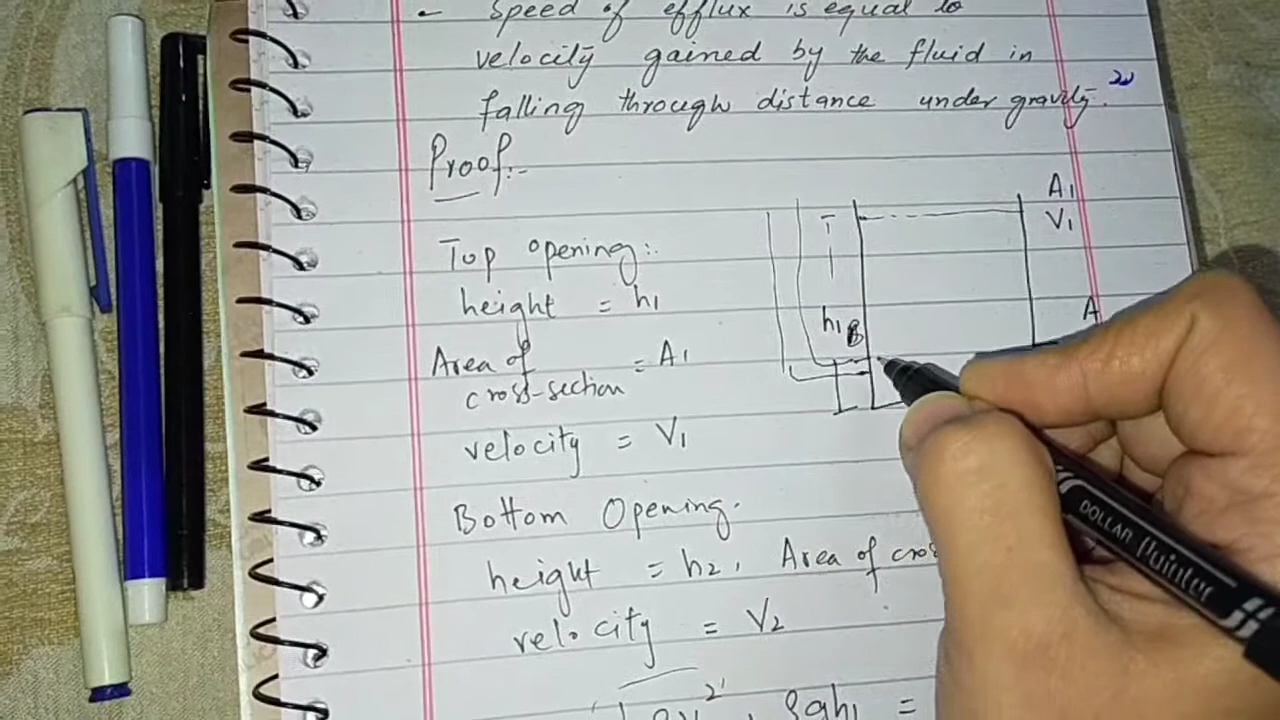 - Speed of efflux is equal to
velocity gained by the fluid in
falling through distance under gravity."
Proof:-
A1
V1
Top opening:
height = h1
h1 B
A
Area of = A1
cross-section
velocity = V1
Bottom Opening.
height = h2, Area of
velocity = V2
ρgh1 =
DOLLAR Pointer